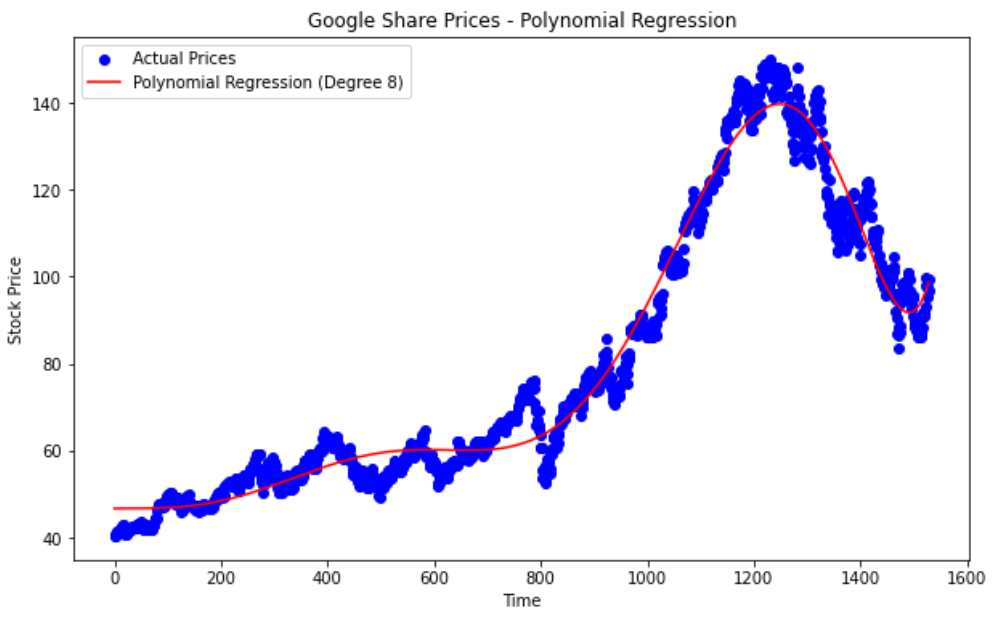 Google Share Prices - Polynomial Regression
Actual Prices
Polynomial Regression (Degree 8)
Stock Price
140
120
100
80
60
40
0 200 400 600 800 1000 1200 1400 1600
Time